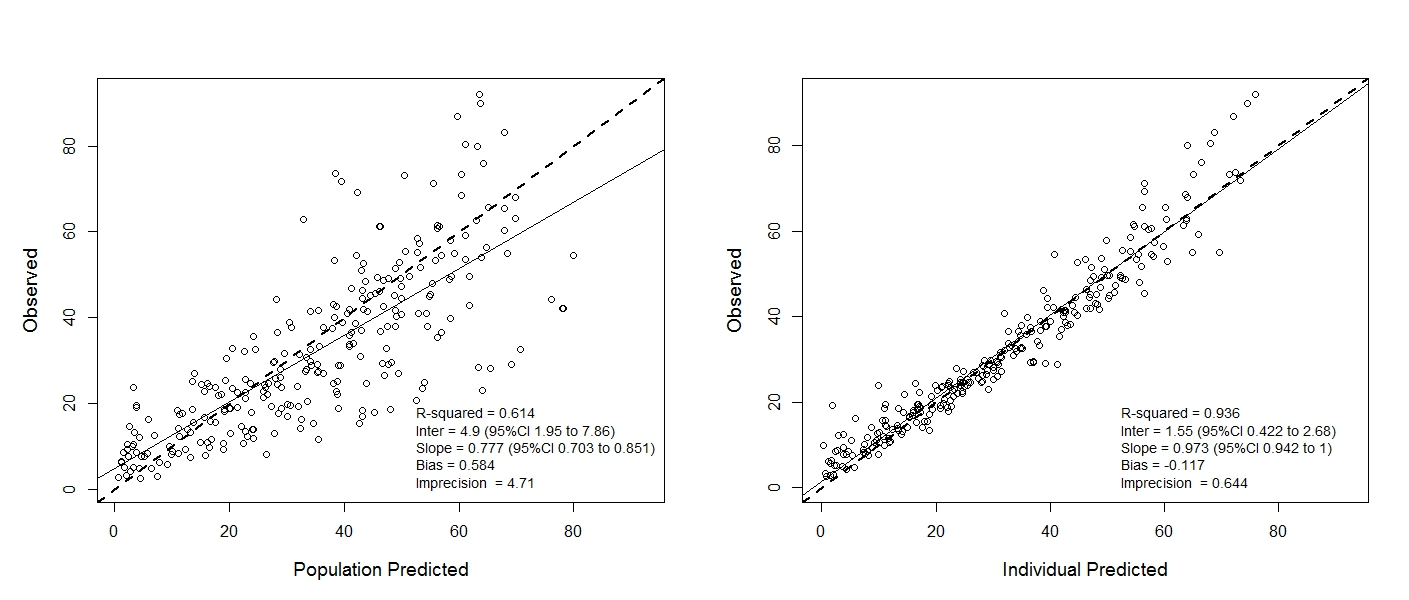 Observed
80
60
40
20
0
R-squared = 0.614
Inter = 4.9 (95%CI 1.95 to 7.86)
Slope = 0.777 (95%CI 0.703 to 0.851)
Bias = 0.584
Imprecision  = 4.71
0 20 40 60 80
Population Predicted
Observed
80
60
40
20
0
R-squared = 0.936
Inter = 1.55 (95%CI 0.422 to 2.68)
Slope = 0.973 (95%CI 0.942 to 1)
Bias = -0.117
Imprecision  = 0.644
0 20 40 60 80
Individual Predicted